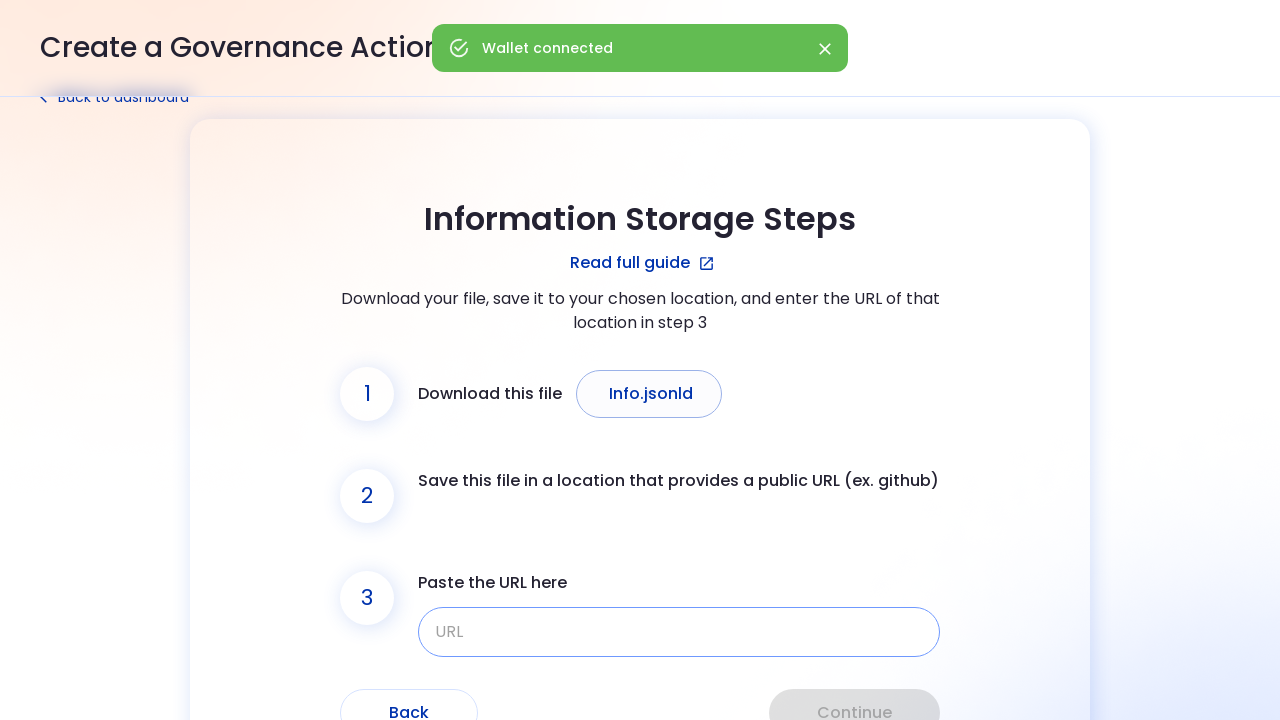 Create a Governance Action
Wallet connected
Back to dashboard
Information Storage Steps
Read full guide
Download your file, save it to your chosen location, and enter the URL of that
location in step 3
1
Download this file
Info.jsonld
2
Save this file in a location that provides a public URL (ex. github)
3
Paste the URL here
URL
Back
Continue